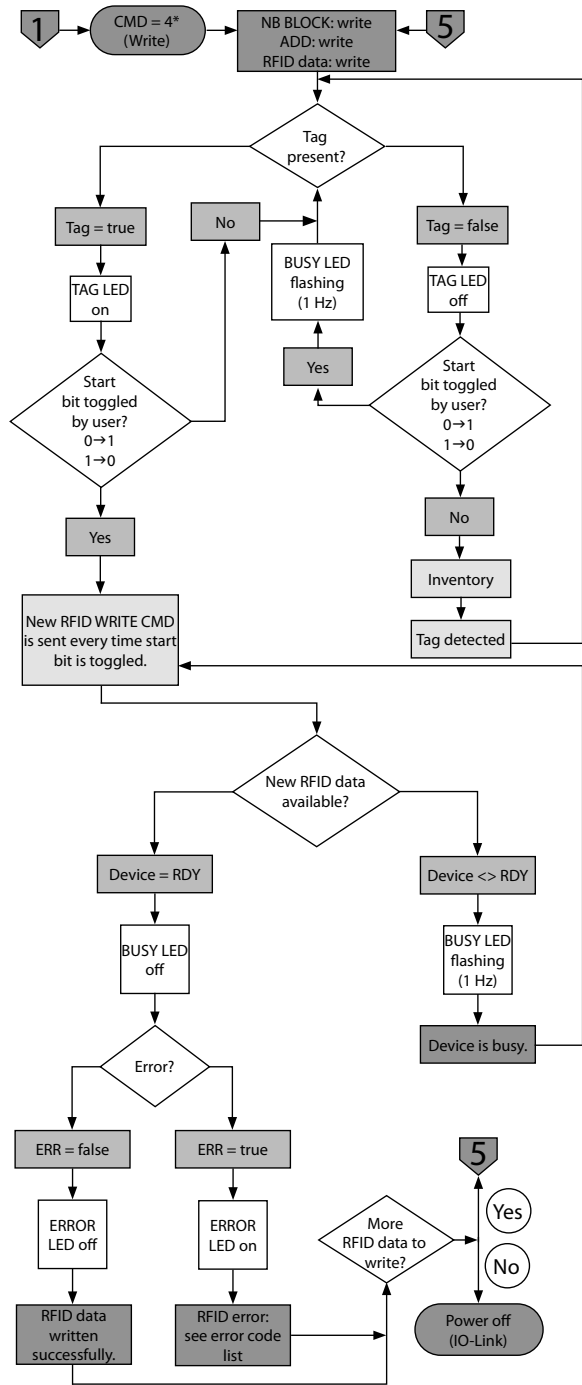 1
CMD = 4*
(Write)
NB BLOCK: write
ADD: write
RFID data: write
5
Tag
present?
Tag = true
No
Tag = false
TAG LED
on
BUSY LED
flashing
(1 Hz)
TAG LED
off
Start
bit toggled
by user?
0→1
1→0
Yes
Start
bit toggled
by user?
0→1
1→0
Yes
No
Inventory
New RFID WRITE CMD
is sent every time start
bit is toggled.
Tag detected
New RFID data
available?
Device = RDY
Device <> RDY
BUSY LED
off
BUSY LED
flashing
(1 Hz)
Device is busy.
Error?
ERR = false
ERR = true
5
ERROR
LED off
ERROR
LED on
More
RFID data to
write?
Yes
No
RFID data
written
successfully.
RFID error:
see error code
list
Power off
(IO-Link)